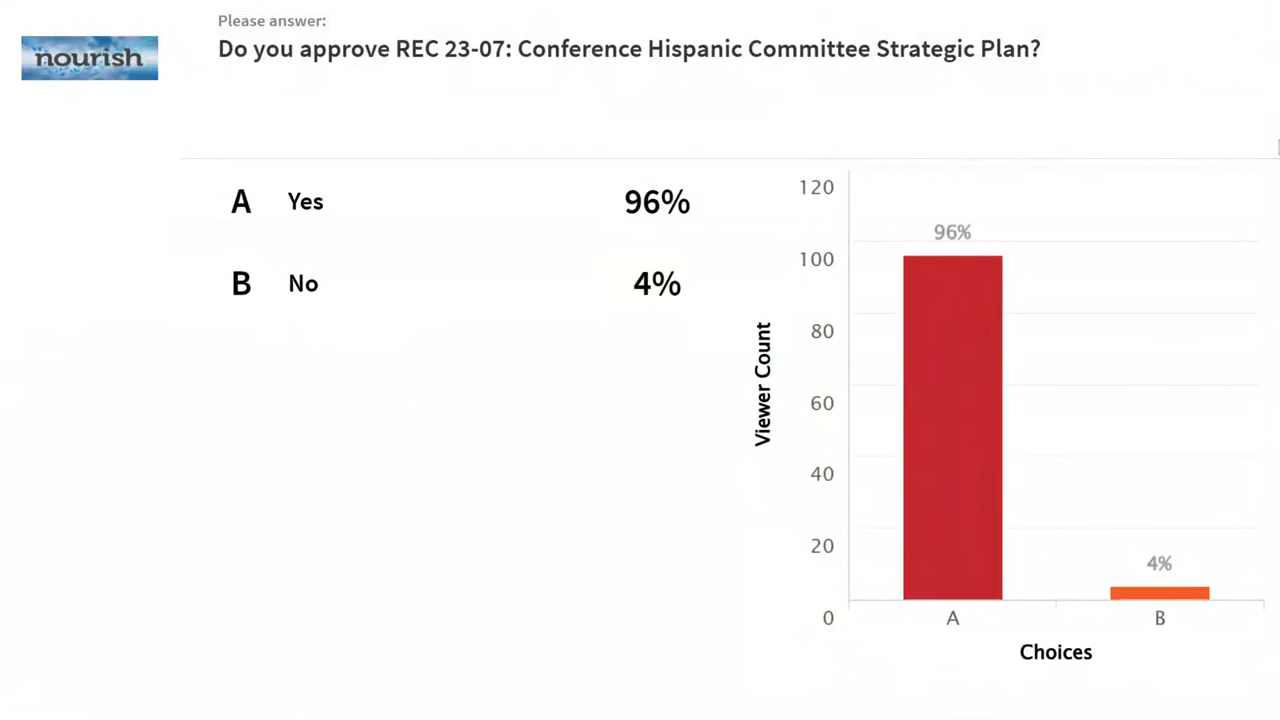 Please answer:
nourish
Do you approve REC 23-07: Conference Hispanic Committee Strategic Plan?
A Yes 96%
B No 4%
120
100
80
60
40
20
0
Viewer Count
96%
4%
A B
Choices